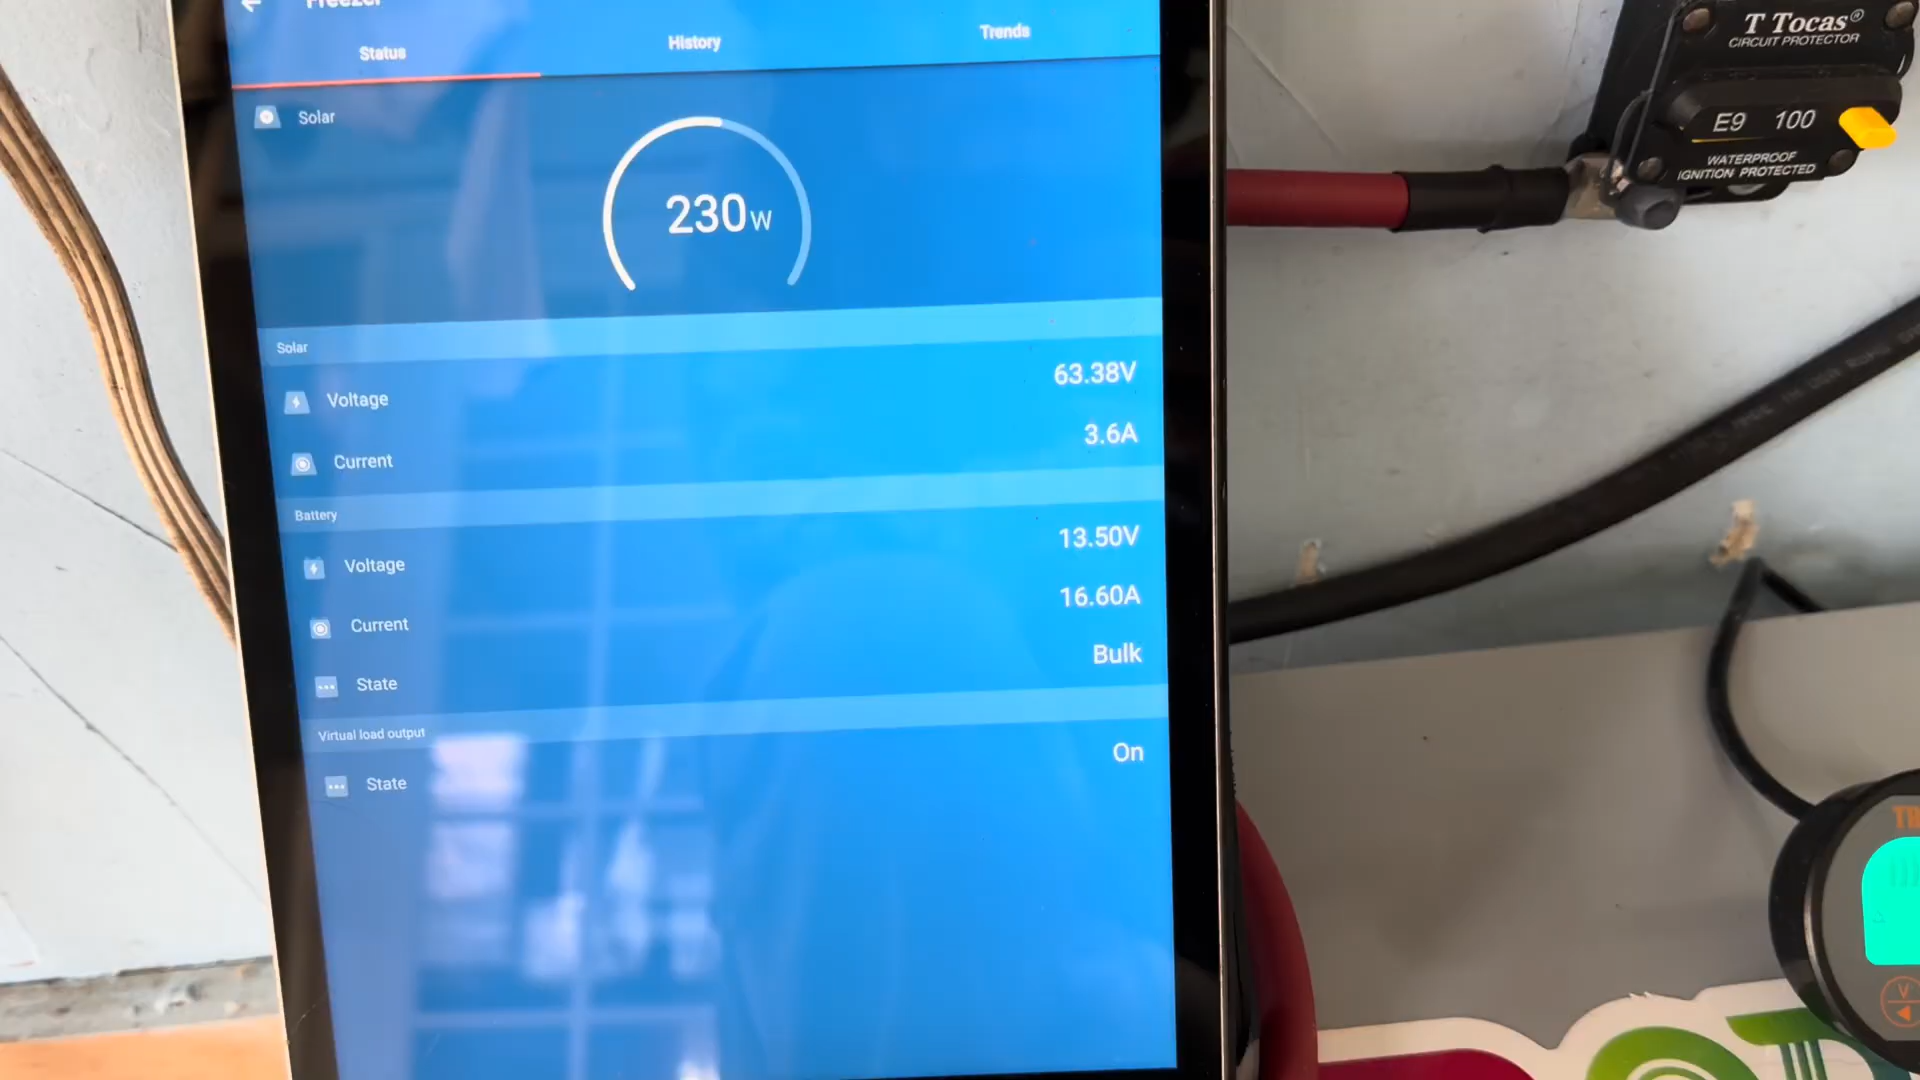 Freezer
Status
History
Trends
Solar
230W
Solar
Voltage
63.38V
Current
3.6A
Battery
Voltage
13.50V
Current
16.60A
State
Bulk
Virtual load output
State
On
T Tocas®
CIRCUIT PROTECTOR
E9 100
WATERPROOF
IGNITION PROTECTED
V